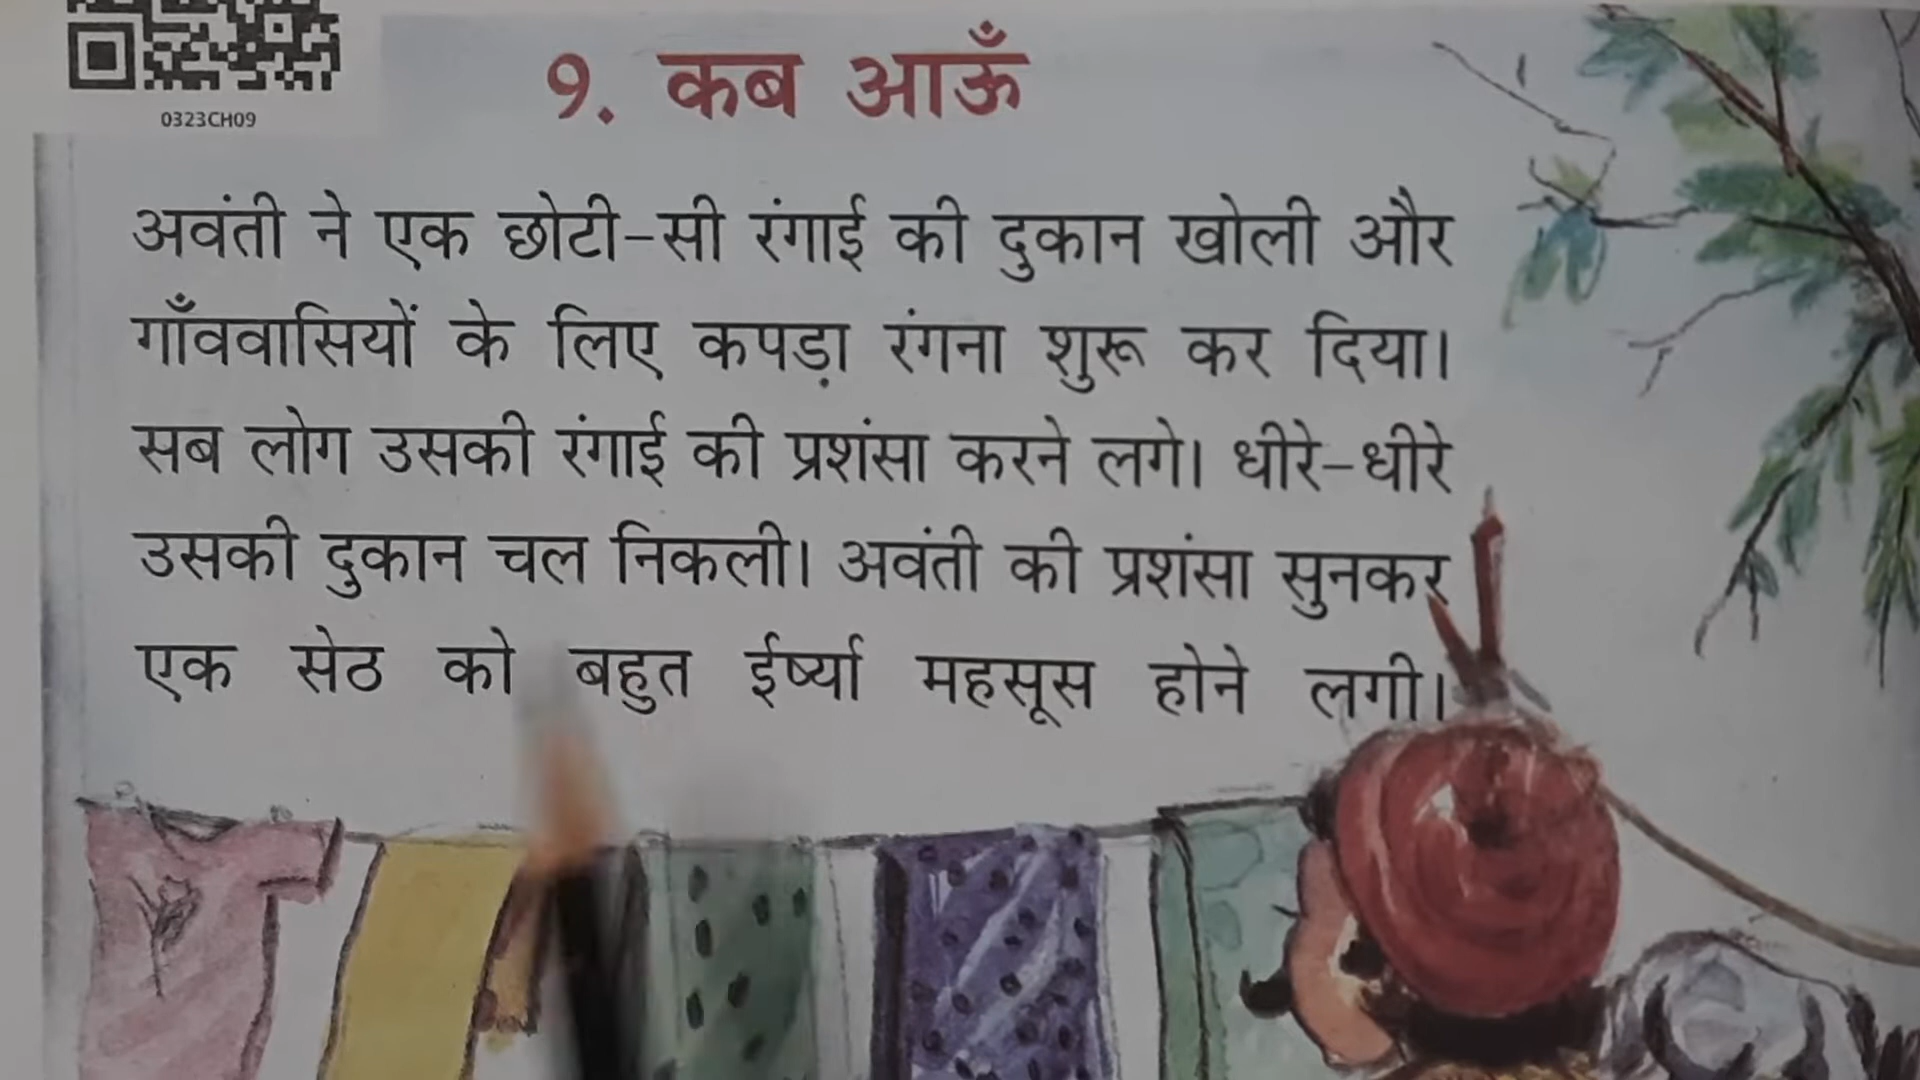 0323CH09
9. कब आऊँ
अवंती ने एक छोटी-सी रंगाई की दुकान खोली और
गाँववासियों के लिए कपड़ा रंगना शुरू कर दिया।
सब लोग उसकी रंगाई की प्रशंसा करने लगे। धीरे-धीरे
उसकी दुकान चल निकली। अवंती की प्रशंसा सुनकर
एक सेठ को बहुत ईर्ष्या महसूस होने लगी।